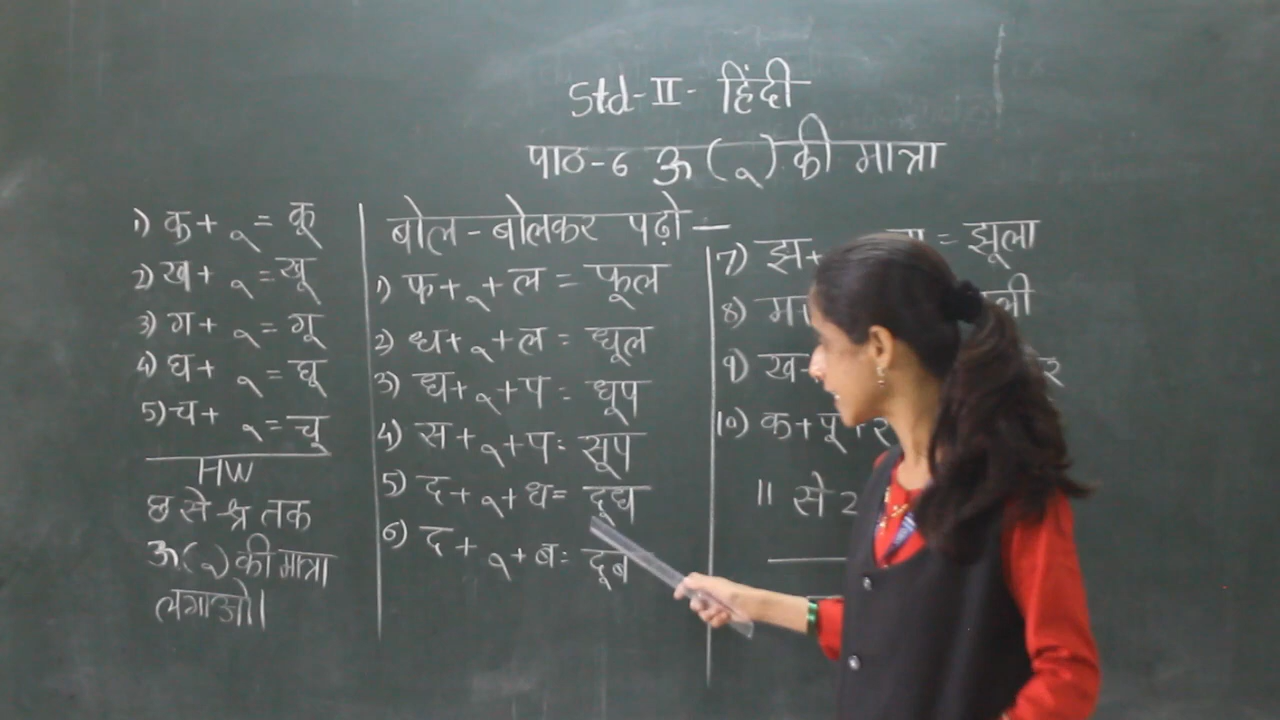 Std-II- हिंदी
पाठ-6 ऊ (ू) की मात्रा
1) क + ू = कू
2) ख + ू = खू
3) ग + ू = गू
4) घ + ू = घू
5) च + ू = चू
HW
छ से श्र तक
ऊ (ू) की मात्रा
लगाओ।
बोल-बोलकर पढ़ो-
1) फ + ू + ल = फूल
2) ध + ू + ल = धूल
3) ध + ू + प = धूप
4) स + ू + प = सूप
5) द + ू + ध = दूध
6) द + ू + ब = दूब
7) झ + = झूला
8) म
9) ख
10) क + पू +
11 से